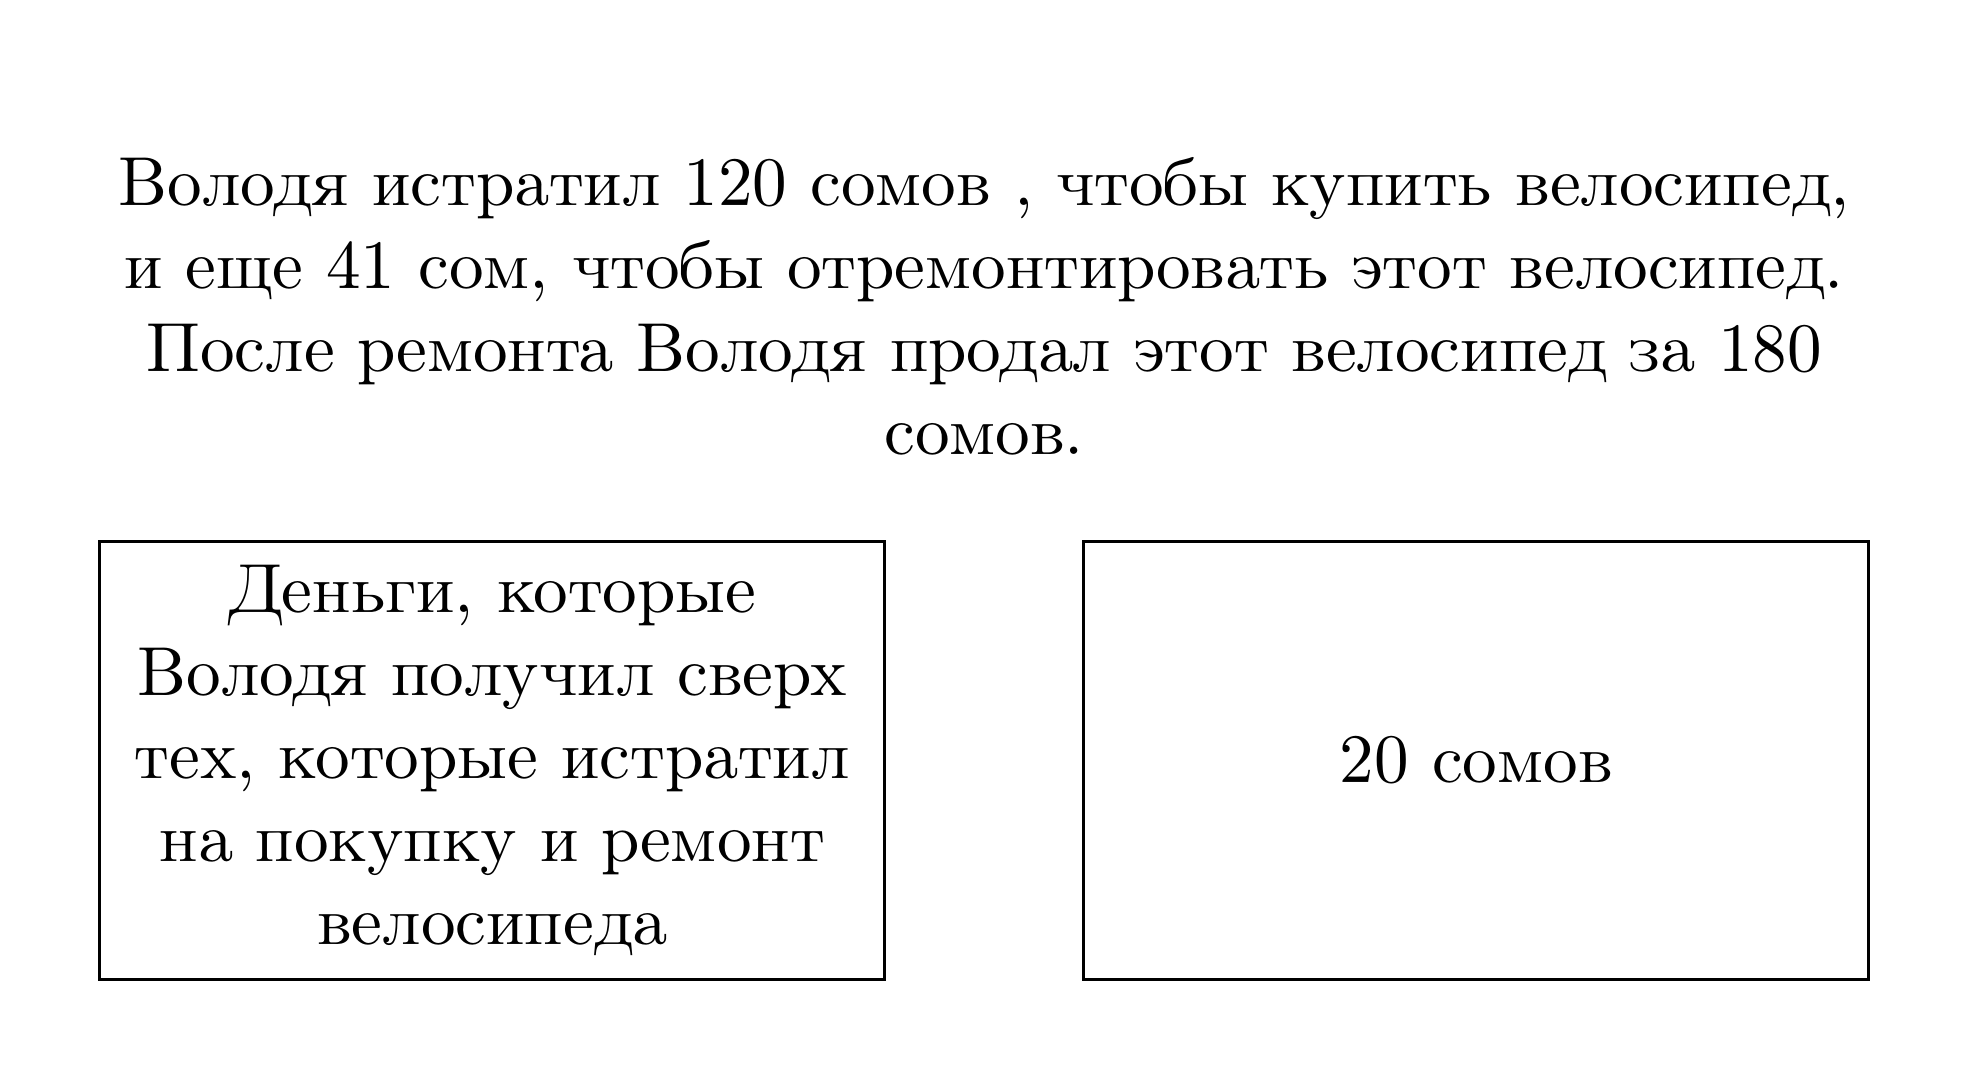 Володя истратил 120 сомов , чтобы купить велосипед,
и еще 41 сом, чтобы отремонтировать этот велосипед.
После ремонта Володя продал этот велосипед за 180
сомов.
Деньги, которые
Володя получил сверх
тех, которые истратил
на покупку и ремонт
велосипеда
20 сомов